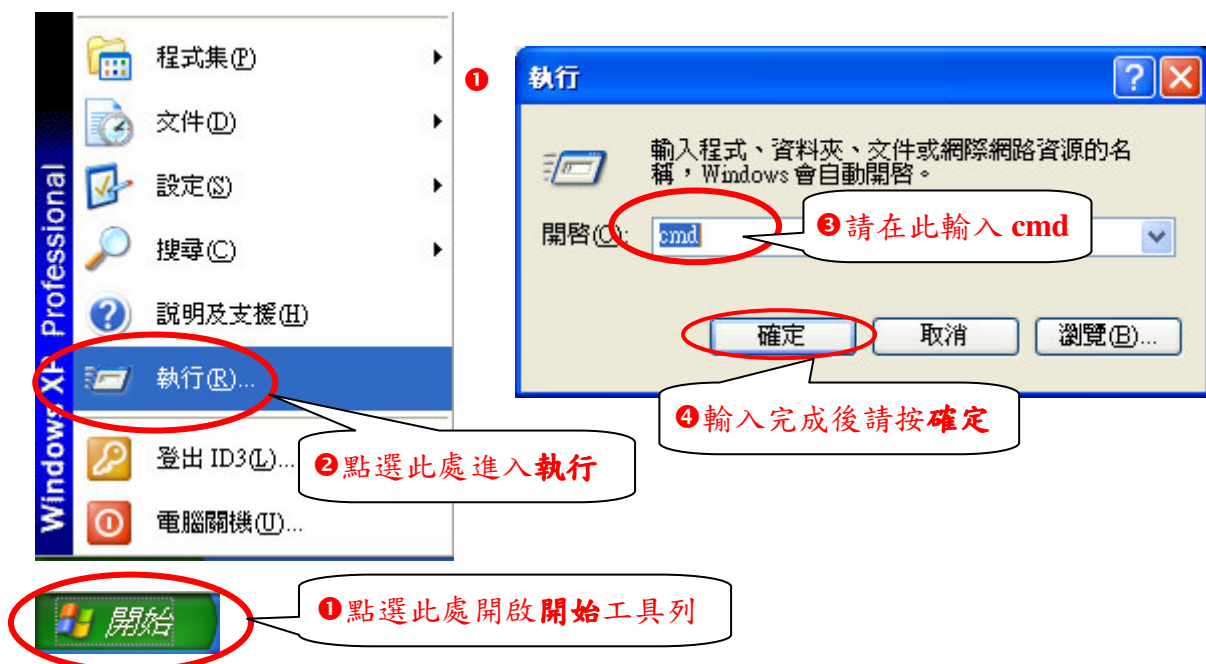 Windows XP Professional
程式集(P)
文件(D)
設定(S)
搜尋(C)
說明及支援(H)
執行(R)...
登出 ID3(L)...
電腦關機(U)...
❷點選此處進入執行
開始
❶點選此處開啟開始工具列
❶
執行
輸入程式、資料夾、文件或網際網路資源的名
稱，Windows 會自動開啓。
開啓(O):
cmd
❸請在此輸入 cmd
確定
取消
瀏覽(B)...
❹輸入完成後請按確定